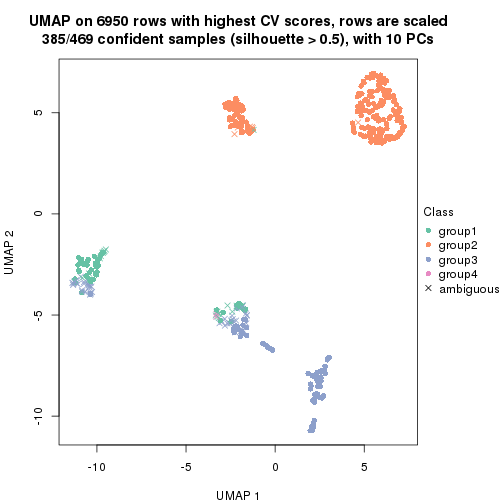 UMAP on 6950 rows with highest CV scores, rows are scaled
385/469 confident samples (silhouette > 0.5), with 10 PCs
5
0
-5
-10
UMAP 2
-10
-5
0
5
UMAP 1
Class
group1
group2
group3
group4
ambiguous